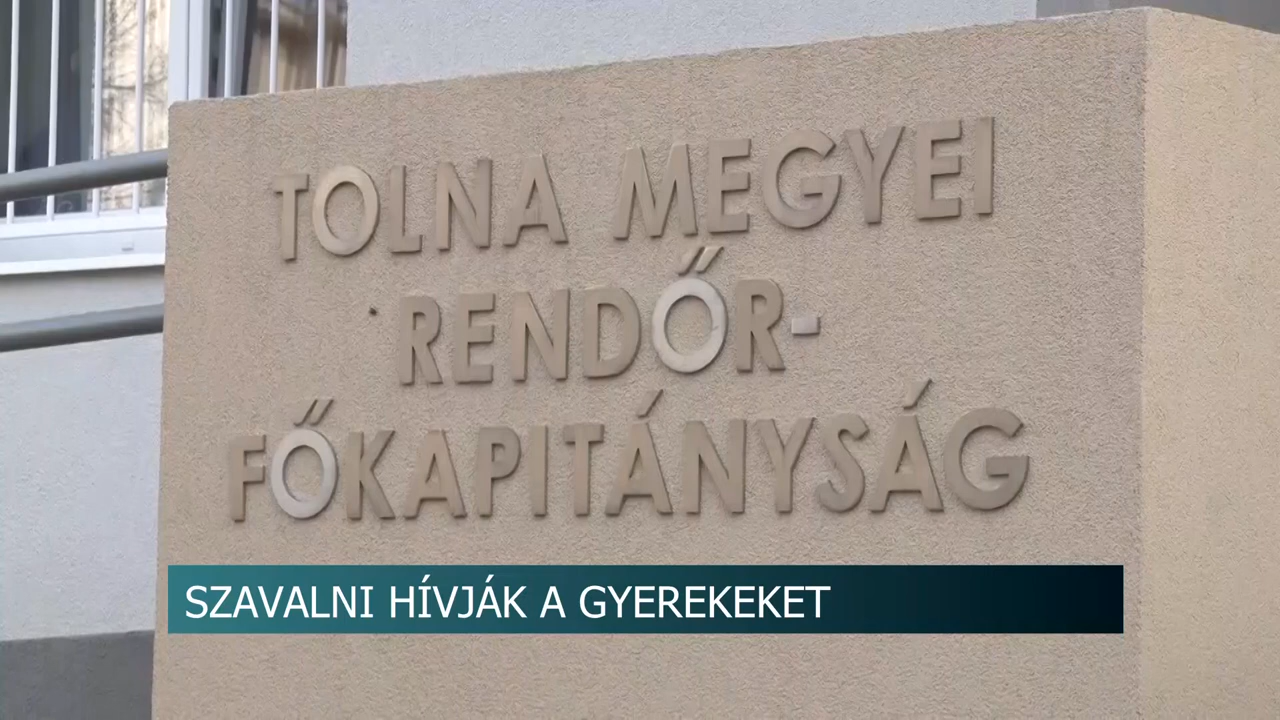 TOLNA MEGYEI
RENDŐR-
FŐKAPITÁNYSÁG
SZAVALNI HÍVJÁK A GYEREKEKET